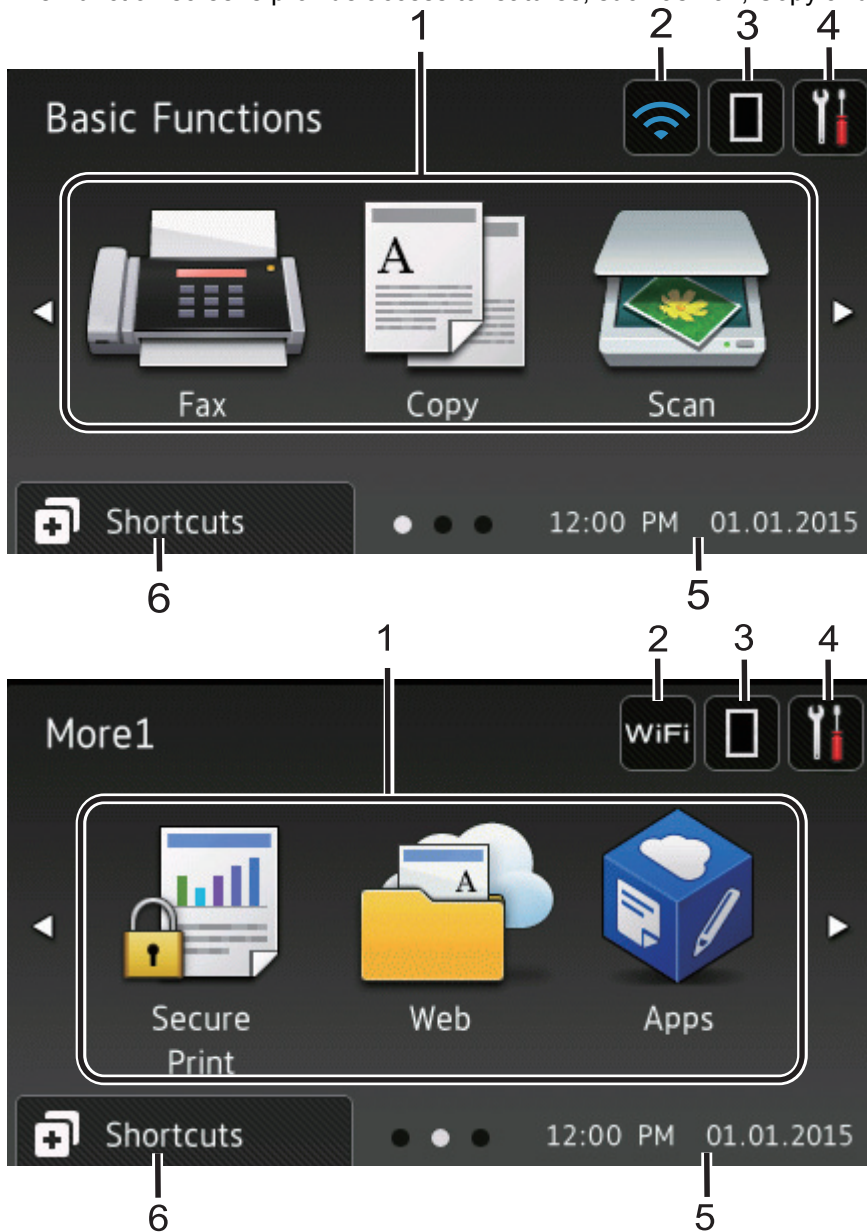 1 2 3 4
Basic Functions
A
Fax Copy Scan
Shortcuts 12:00 PM 01.01.2015
6 5
1 2 3 4
More1 WiFi
A
Secure Print Web Apps
Shortcuts 12:00 PM 01.01.2015
6 5